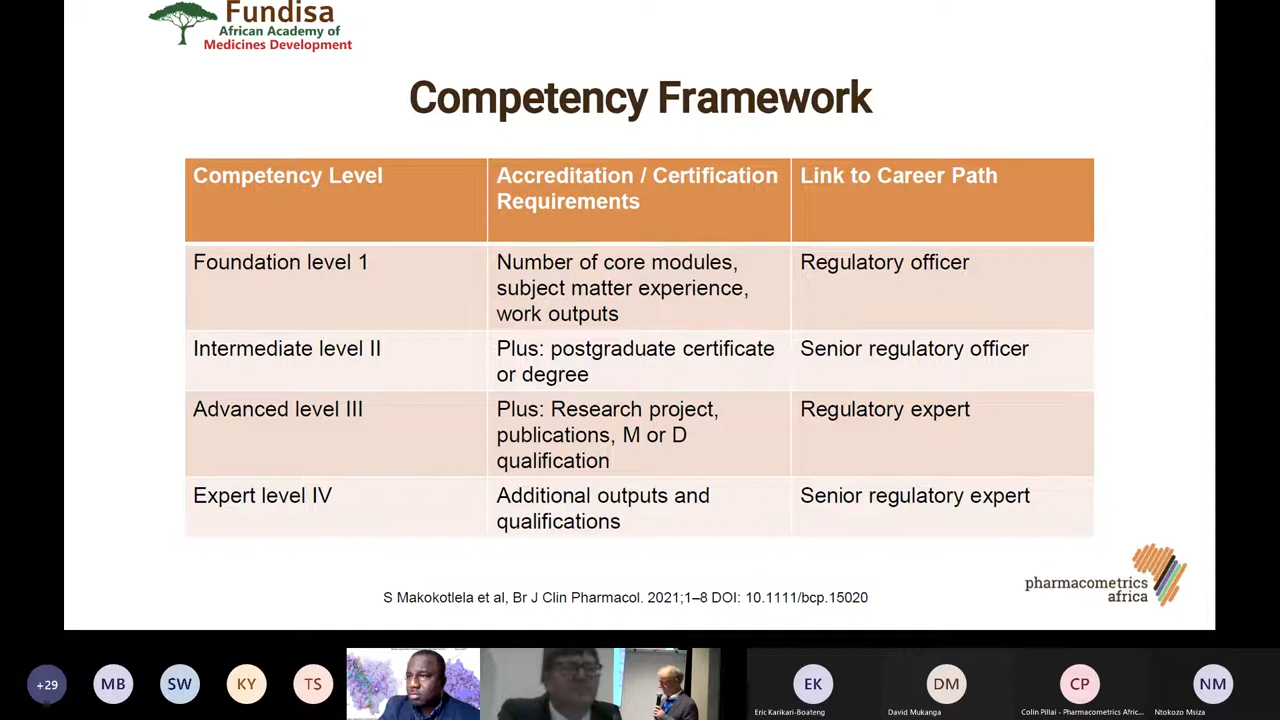 Fundisa
African Academy of
Medicines Development
Competency Framework
Competency Level
Accreditation / Certification
Requirements
Link to Career Path
Foundation level 1
Number of core modules,
subject matter experience,
work outputs
Regulatory officer
Intermediate level II
Plus: postgraduate certificate
or degree
Senior regulatory officer
Advanced level III
Plus: Research project,
publications, M or D
qualification
Regulatory expert
Expert level IV
Additional outputs and
qualifications
Senior regulatory expert
pharmacometrics
africa
S Makokotlela et al, Br J Clin Pharmacol. 2021;1–8 DOI: 10.1111/bcp.15020
+29
MB
SW
KY
TS
EK
DM
CP
NM
Eric Karikari-Boateng
David Mukanga
Colin Pillai - Pharmacometrics Afric...
Ntokozo Msiza